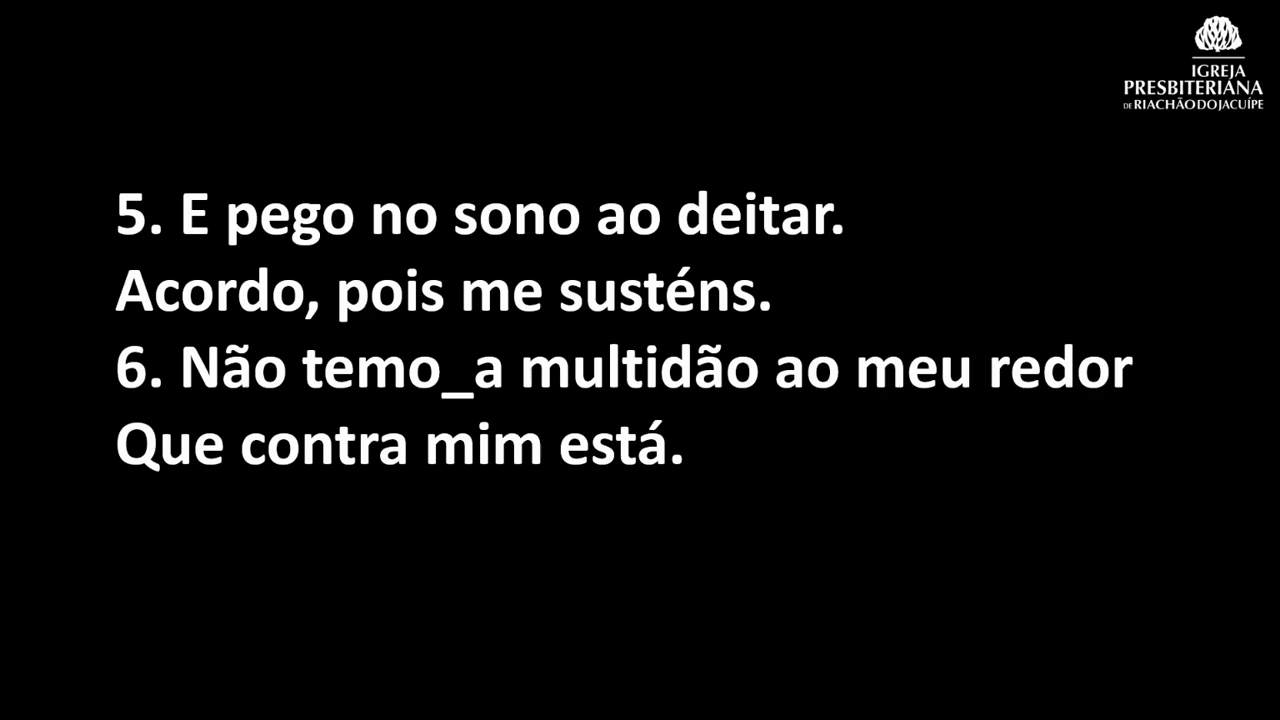 IGREJA
PRESBITERIANA
DE RIACHÃO DO JACUÍPE
5. E pego no sono ao deitar.
Acordo, pois me susténs.
6. Não temo_a multidão ao meu redor
Que contra mim está.